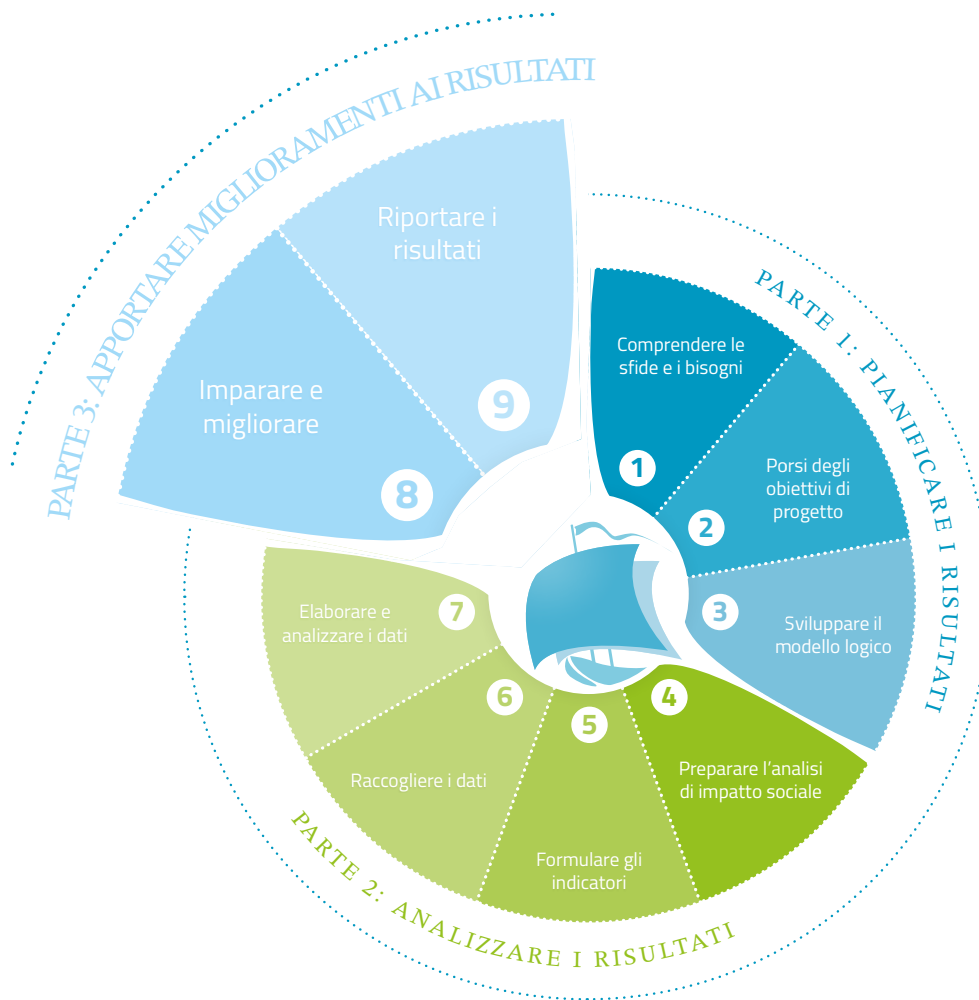 PARTE 3: APPORTARE MIGLIORAMENTI AI RISULTATI
Riportare i
risultati
9
Imparare e
migliorare
8
PARTE 1: PIANIFICARE I RISULTATI
Comprendere le
sfide e i bisogni
1
Porsi degli
obiettivi di
progetto
2
Sviluppare il
modello logico
3
PARTE 2: ANALIZZARE I RISULTATI
4
Preparare l'analisi
di impatto sociale
5
Formulare gli
indicatori
6
Raccogliere i dati
7
Elaborare e
analizzare i dati